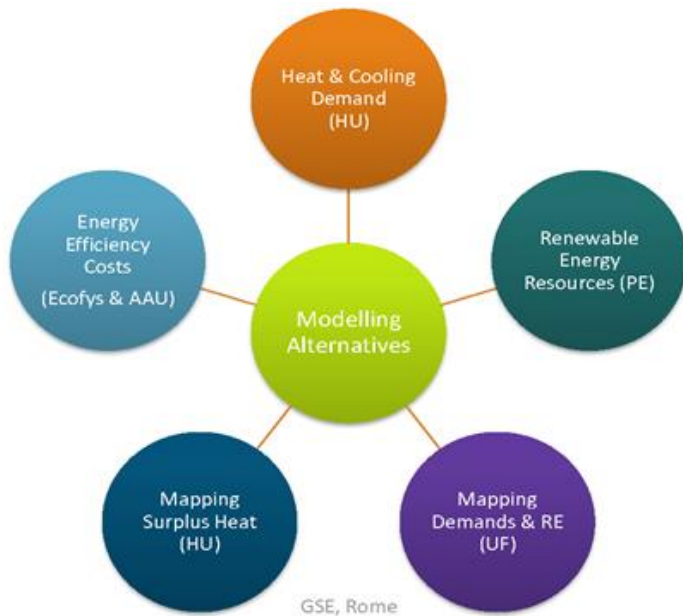 Heat & Cooling
Demand
(HU)
Energy
Efficiency
Costs
(Ecofys & AAU)
Renewable
Energy
Resources (PE)
Modelling
Alternatives
Mapping
Surplus Heat
(HU)
Mapping
Demands & RE
(UF)
GSE, Rome